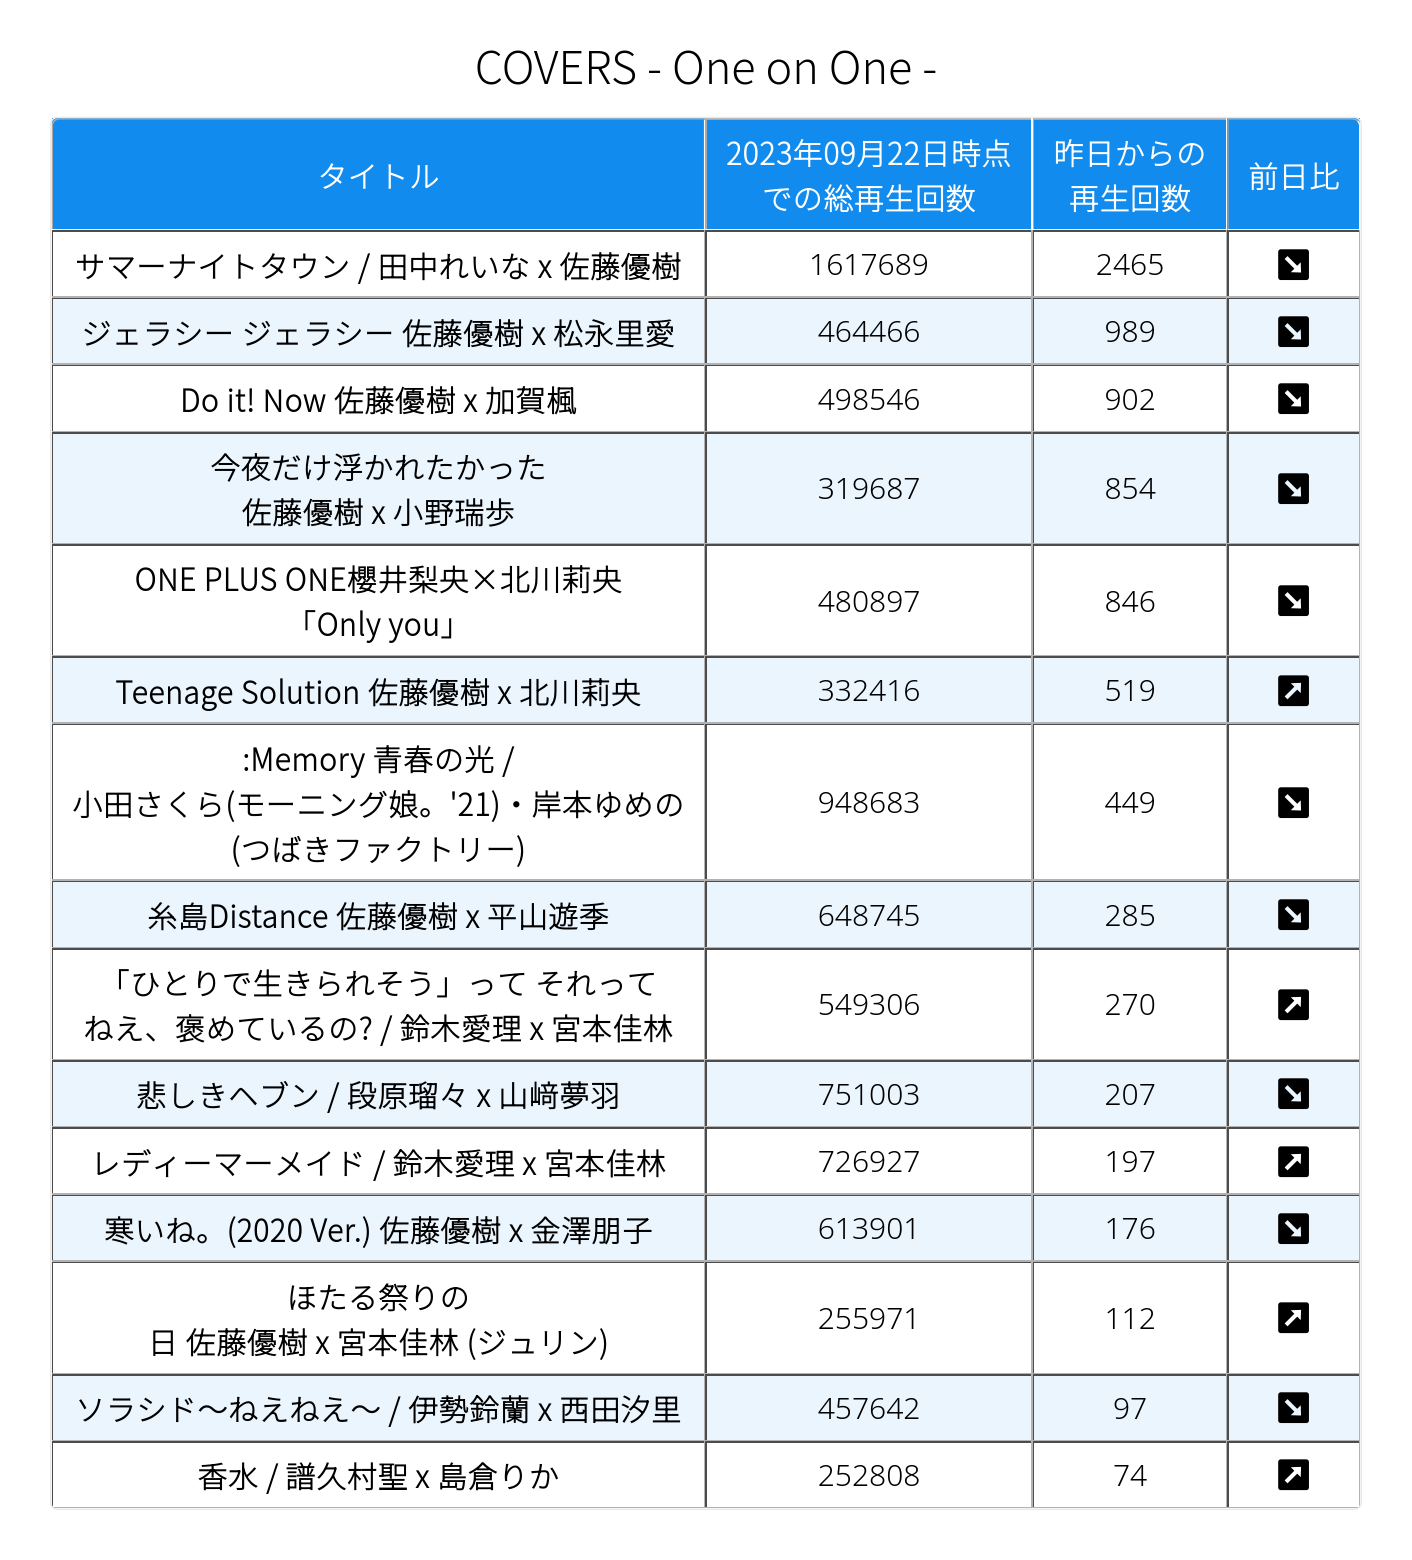 COVERS - One on One -
タイトル
2023年09月22日時点
での総再生回数
昨日からの
再生回数
前日比
サマーナイトタウン / 田中れいな x 佐藤優樹
1617689
2465
ジェラシー ジェラシー 佐藤優樹 x 松永里愛
464466
989
Do it! Now 佐藤優樹 x 加賀楓
498546
902
今夜だけ浮かれたかった
佐藤優樹 x 小野瑞歩
319687
854
ONE PLUS ONE櫻井梨央×北川莉央
「Only you」
480897
846
Teenage Solution 佐藤優樹 x 北川莉央
332416
519
:Memory 青春の光 /
小田さくら(モーニング娘。'21)・岸本ゆめの
(つばきファクトリー)
948683
449
糸島Distance 佐藤優樹 x 平山遊季
648745
285
「ひとりで生きられそう」って それって
ねえ、褒めているの? / 鈴木愛理 x 宮本佳林
549306
270
悲しきヘブン / 段原瑠々 x 山﨑夢羽
751003
207
レディーマーメイド / 鈴木愛理 x 宮本佳林
726927
197
寒いね。(2020 Ver.) 佐藤優樹 x 金澤朋子
613901
176
ほたる祭りの
日 佐藤優樹 x 宮本佳林 (ジュリン)
255971
112
ソラシド～ねえねえ～ / 伊勢鈴蘭 x 西田汐里
457642
97
香水 / 譜久村聖 x 島倉りか
252808
74